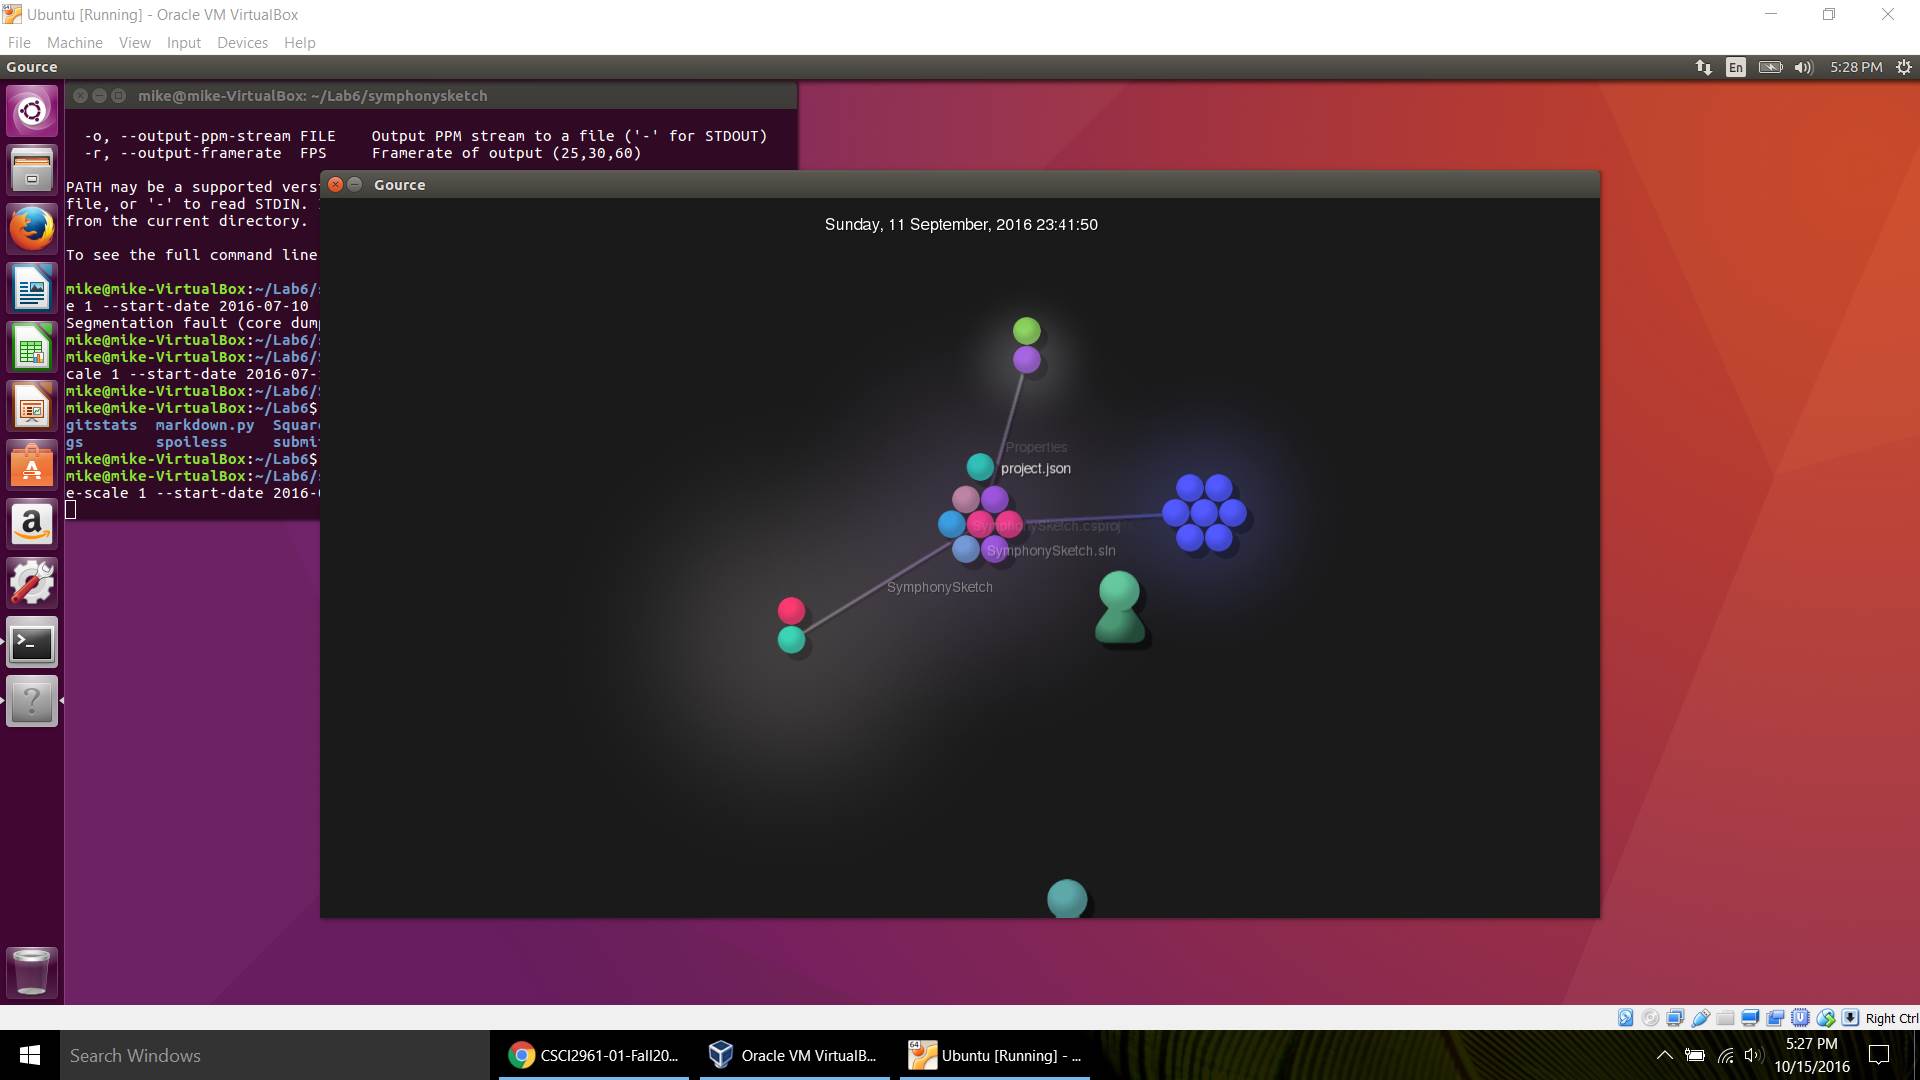 Ubuntu [Running] - Oracle VM VirtualBox
File Machine View Input Devices Help
Gource
En
5:28 PM
mike@mike-VirtualBox: ~/Lab6/symphonysketch
-o, --output-ppm-stream FILE Output PPM stream to a file ('-' for STDOUT)
-r, --output-framerate FPS Framerate of output (25,30,60)
PATH may be a supported vers
file, or '-' to read STDIN.
from the current directory.
To see the full command line
mike@mike-VirtualBox:~/Lab6/
e 1 --start-date 2016-07-10
Segmentation fault (core dum
mike@mike-VirtualBox:~/Lab6/
mike@mike-VirtualBox:~/Lab6/
cale 1 --start-date 2016-07-
mike@mike-VirtualBox:~/Lab6/
mike@mike-VirtualBox:~/Lab6$
gitstats markdown.py Squar
gs spoiless submi
mike@mike-VirtualBox:~/Lab6$
mike@mike-VirtualBox:~/Lab6/
e-scale 1 --start-date 2016-
Gource
Sunday, 11 September, 2016 23:41:50
Properties
project.json
SymphonySketch.csproj
SymphonySketch.sln
SymphonySketch
Right Ctrl
Search Windows
CSCI2961-01-Fall20...
Oracle VM VirtualB...
64
Ubuntu [Running] - ...
5:27 PM
10/15/2016